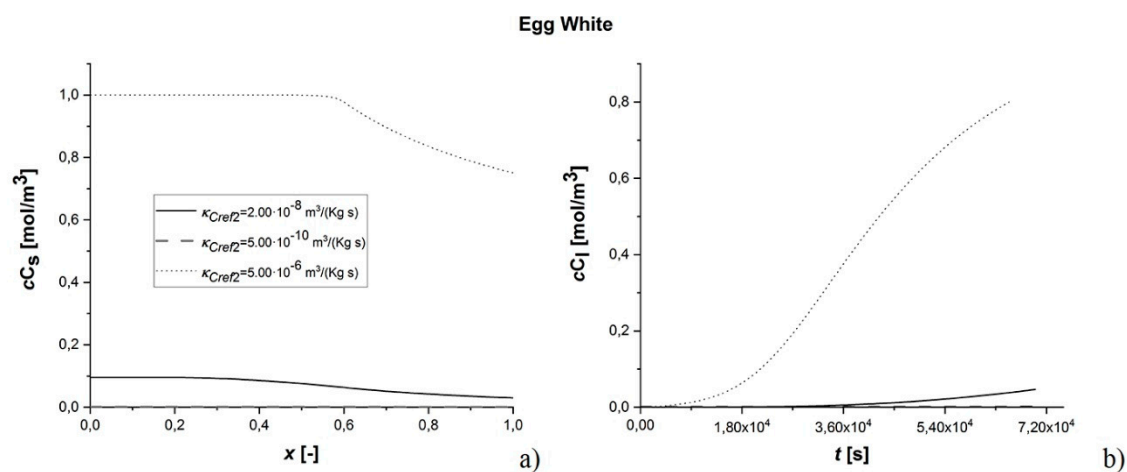 Egg White
cC_s [mol/m³]
1,0
0,8
0,6
0,4
0,2
0,0
κ_Cref2=2.00·10⁻⁸ m³/(Kg s)
κ_Cref2=5.00·10⁻¹⁰ m³/(Kg s)
κ_Cref2=5.00·10⁻⁶ m³/(Kg s)
0,0 0,2 0,4 0,6 0,8 1,0
x [-]
a)
cC_l [mol/m³]
0,8
0,6
0,4
0,2
0,0
0,00 1,80x10⁴ 3,60x10⁴ 5,40x10⁴ 7,20x10⁴
t [s]
b)